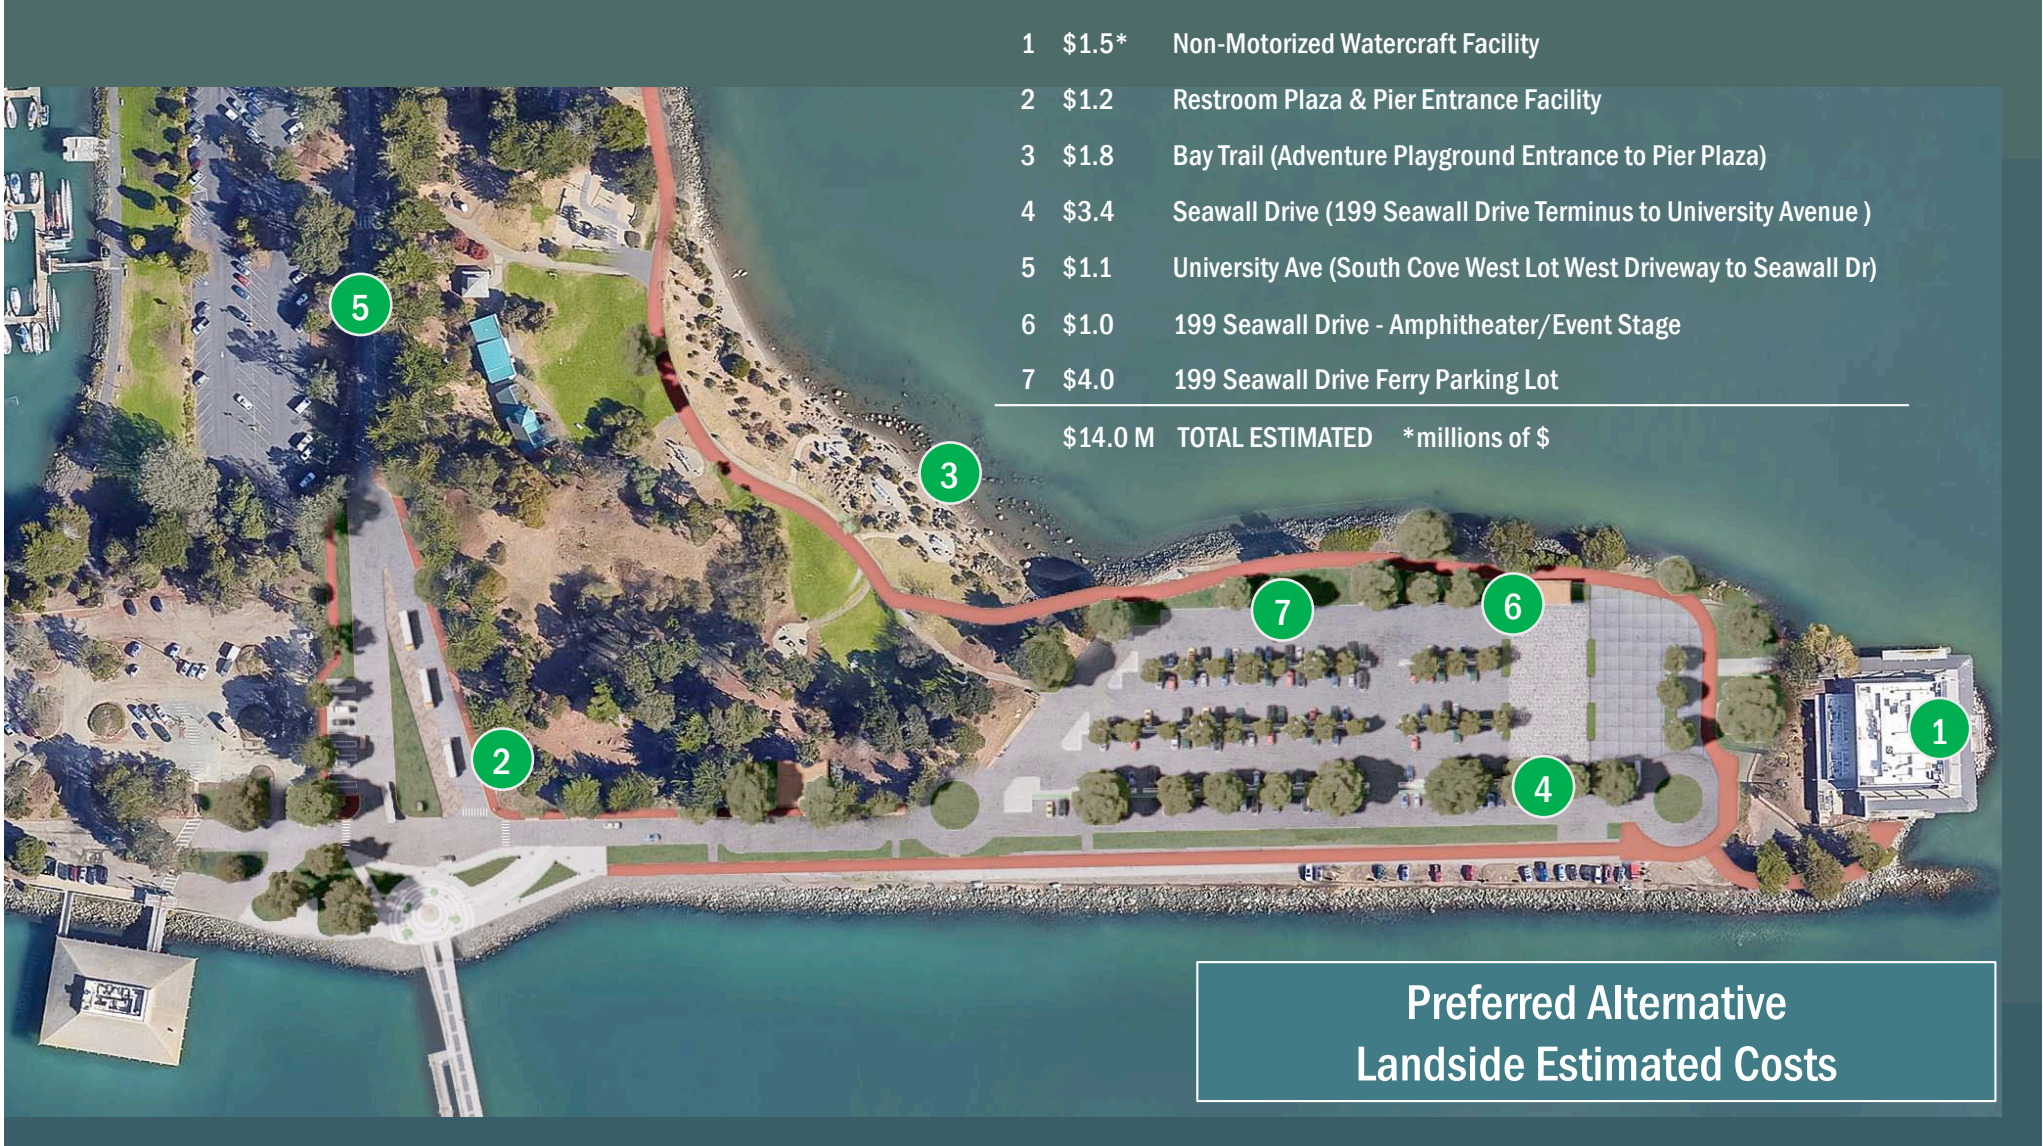 1 $1.5* Non-Motorized Watercraft Facility
2 $1.2 Restroom Plaza & Pier Entrance Facility
3 $1.8 Bay Trail (Adventure Playground Entrance to Pier Plaza)
4 $3.4 Seawall Drive (199 Seawall Drive Terminus to University Avenue )
5 $1.1 University Ave (South Cove West Lot West Driveway to Seawall Dr)
6 $1.0 199 Seawall Drive - Amphitheater/Event Stage
7 $4.0 199 Seawall Drive Ferry Parking Lot
$14.0 M TOTAL ESTIMATED *millions of $
5
3
7
6
2
4
1
Preferred Alternative
Landside Estimated Costs